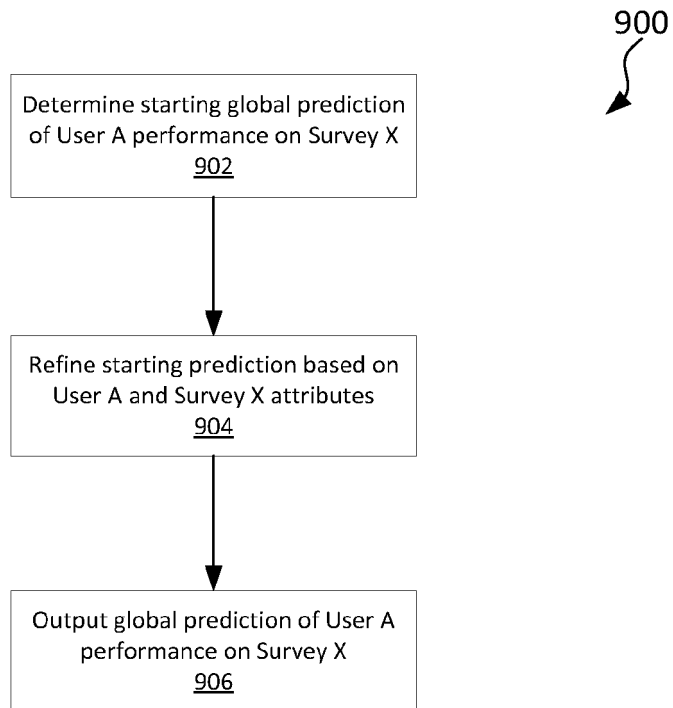 900
Determine starting global prediction
of User A performance on Survey X
902
Refine starting prediction based on
User A and Survey X attributes
904
Output global prediction of User A
performance on Survey X
906